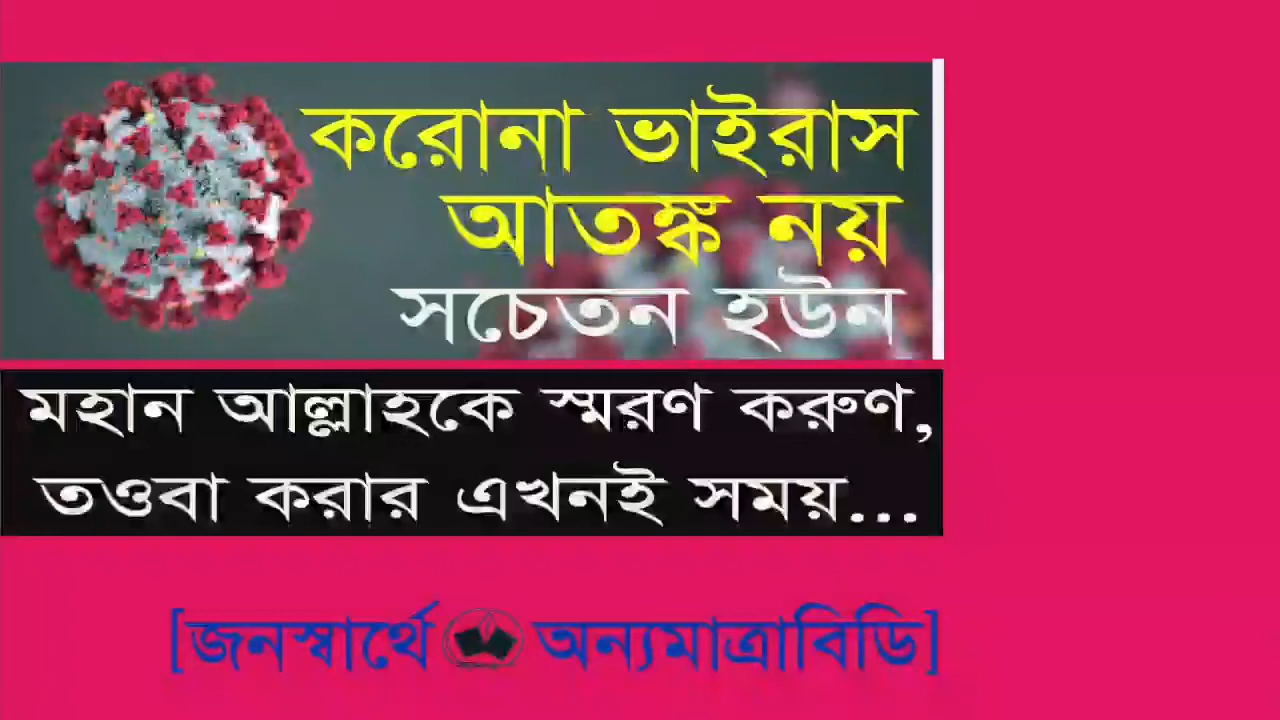 করোনা ভাইরাস
আতঙ্ক নয়
সচেতন হউন
মহান আল্লাহকে স্মরণ করুণ,
তওবা করার এখনই সময়...
[জনস্বার্থে অন্যমাত্রাবিডি]